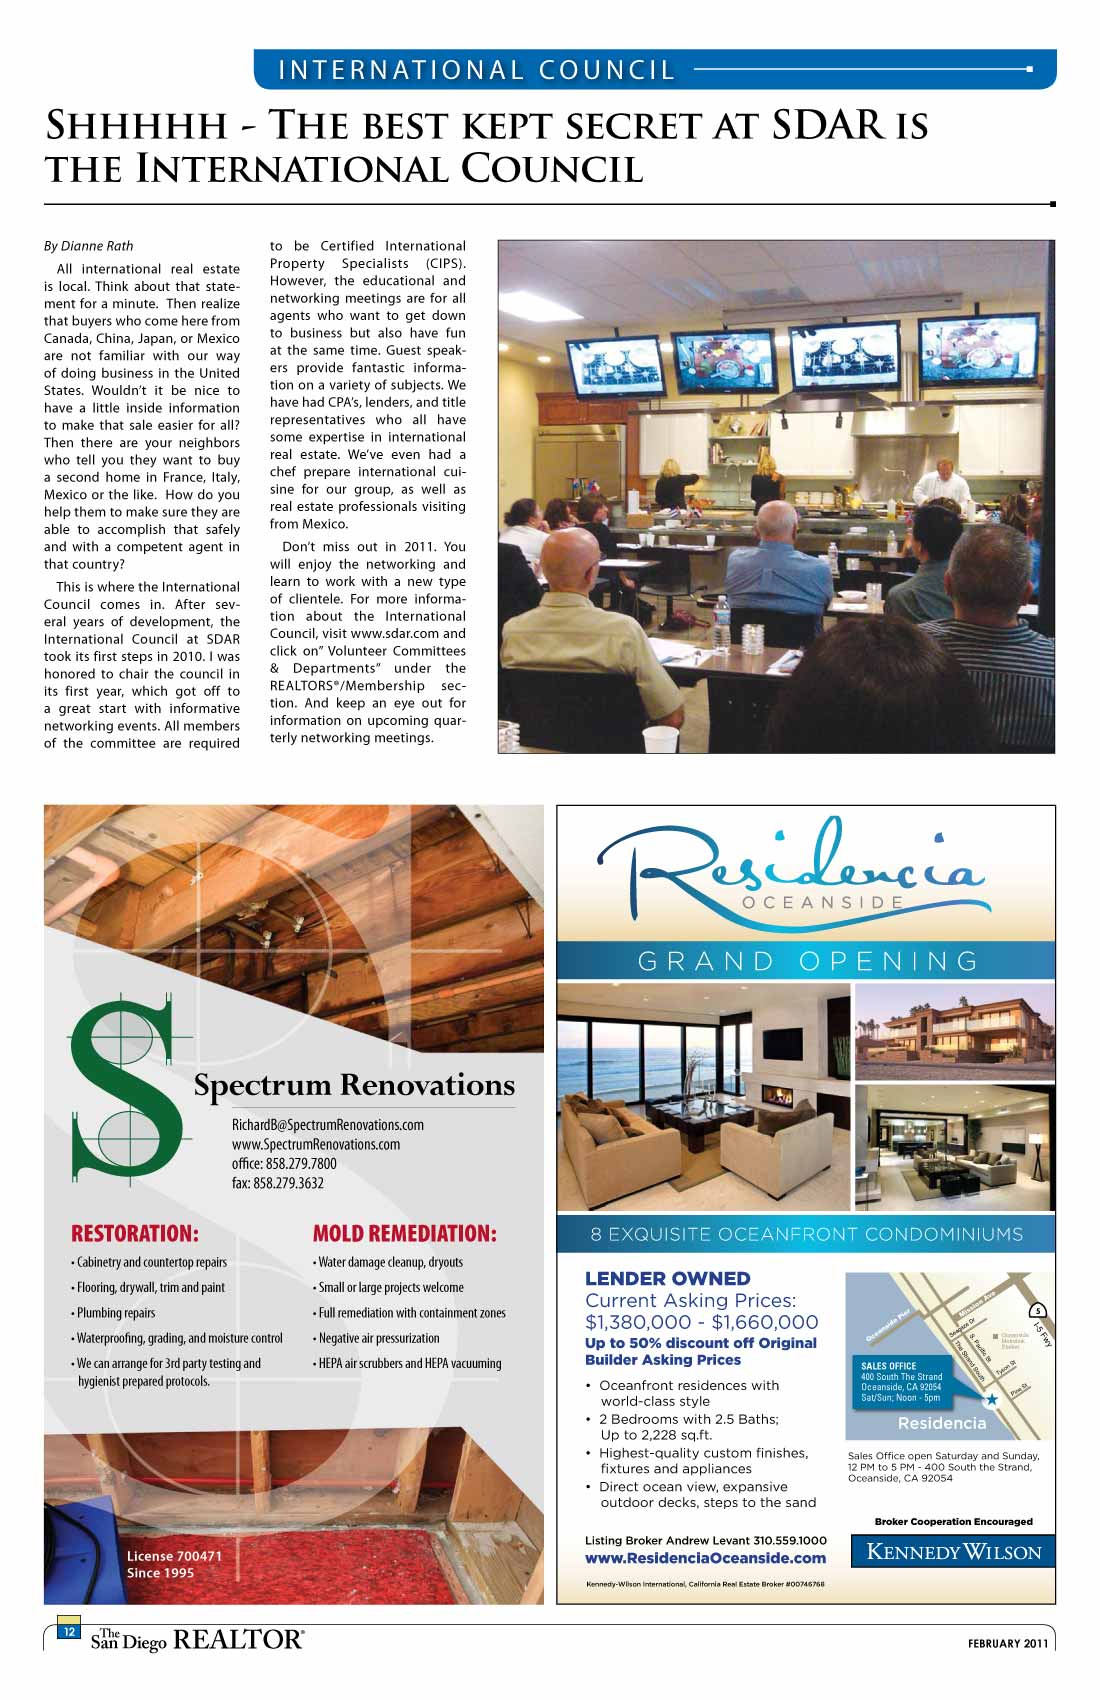 INTERNATIONAL COUNCIL
Shhhhh - The best kept secret at SDAR is
the International Council
By Dianne Rath
All international real estate
is local. Think about that state-
ment for a minute. Then realize
that buyers who come here from
Canada, China, Japan, or Mexico
are not familiar with our way
of doing business in the United
States. Wouldn't it be nice to
have a little inside information
to make that sale easier for all?
Then there are your neighbors
who tell you they want to buy
a second home in France, Italy,
Mexico or the like. How do you
help them to make sure they are
able to accomplish that safely
and with a competent agent in
that country?
This is where the International
Council comes in. After sev-
eral years of development, the
International Council at SDAR
took its first steps in 2010. I was
honored to chair the council in
its first year, which got off to
a great start with informative
networking events. All members
of the committee are required
to be Certified International
Property Specialists (CIPS).
However, the educational and
networking meetings are for all
agents who want to get down
to business but also have fun
at the same time. Guest speak-
ers provide fantastic informa-
tion on a variety of subjects. We
have had CPA's, lenders, and title
representatives who all have
some expertise in international
real estate. We've even had a
chef prepare international cui-
sine for our group, as well as
real estate professionals visiting
from Mexico.
Don't miss out in 2011. You
will enjoy the networking and
learn to work with a new type
of clientele. For more informa-
tion about the International
Council, visit www.sdar.com and
click on" Volunteer Committees
& Departments" under the
REALTORS®/Membership sec-
tion. And keep an eye out for
information on upcoming quar-
terly networking meetings.
S
Spectrum Renovations
RichardB@SpectrumRenovations.com
www.SpectrumRenovations.com
office: 858.279.7800
fax: 858.279.3632
RESTORATION:
• Cabinetry and countertop repairs
• Flooring, drywall, trim and paint
• Plumbing repairs
• Waterproofing, grading, and moisture control
• We can arrange for 3rd party testing and
hygienist prepared protocols.
MOLD REMEDIATION:
• Water damage cleanup, dryouts
• Small or large projects welcome
• Full remediation with containment zones
• Negative air pressurization
• HEPA air scrubbers and HEPA vacuuming
License 700471
Since 1995
Residencia
OCEANSIDE
GRAND OPENING
8 EXQUISITE OCEANFRONT CONDOMINIUMS
LENDER OWNED
Current Asking Prices:
$1,380,000 - $1,660,000
Up to 50% discount off Original
Builder Asking Prices
• Oceanfront residences with
world-class style
• 2 Bedrooms with 2.5 Baths;
Up to 2,228 sq.ft.
• Highest-quality custom finishes,
fixtures and appliances
• Direct ocean view, expansive
outdoor decks, steps to the sand
Listing Broker Andrew Levant 310.559.1000
www.ResidenciaOceanside.com
Kennedy-Wilson International, California Real Estate Broker #00746768
Oceanside Pier
Mission Ave
5
I-5 Fwy
Seagaze Dr
S. Pacific St
The Strand South
Tyson St
Pine St
SALES OFFICE
400 South The Strand
Oceanside, CA 92054
Sat/Sun; Noon - 5pm
Residencia
Sales Office open Saturday and Sunday,
12 PM to 5 PM - 400 South the Strand,
Oceanside, CA 92054
Broker Cooperation Encouraged
KENNEDY WILSON
12
The San Diego REALTOR®
FEBRUARY 2011